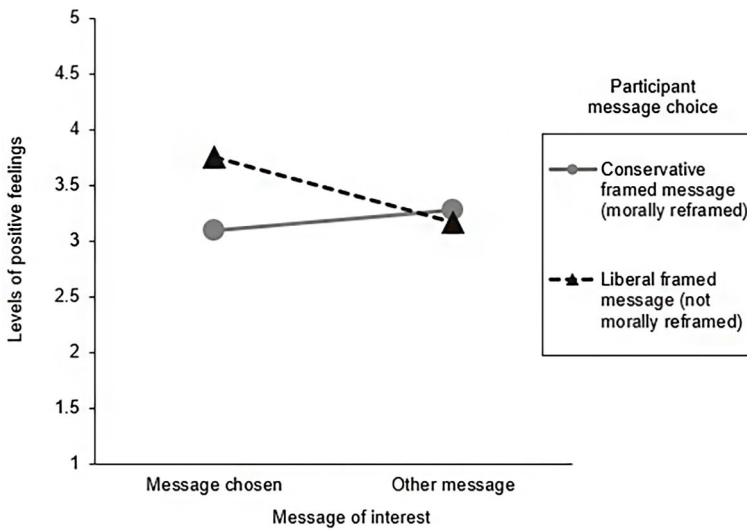 5
4.5
4
3.5
3
2.5
2
1.5
1
Levels of positive feelings
Message chosen
Other message
Message of interest
Participant
message choice
Conservative
framed message
(morally reframed)
Liberal framed
message (not
morally reframed)